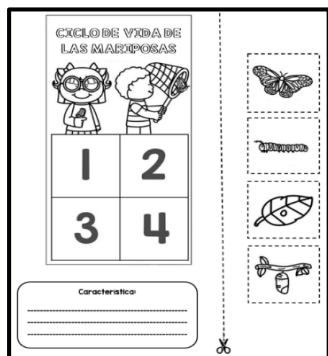 CICLO DE VIDA DE
LAS MARIPOSAS
1 2
3 4
Característica: